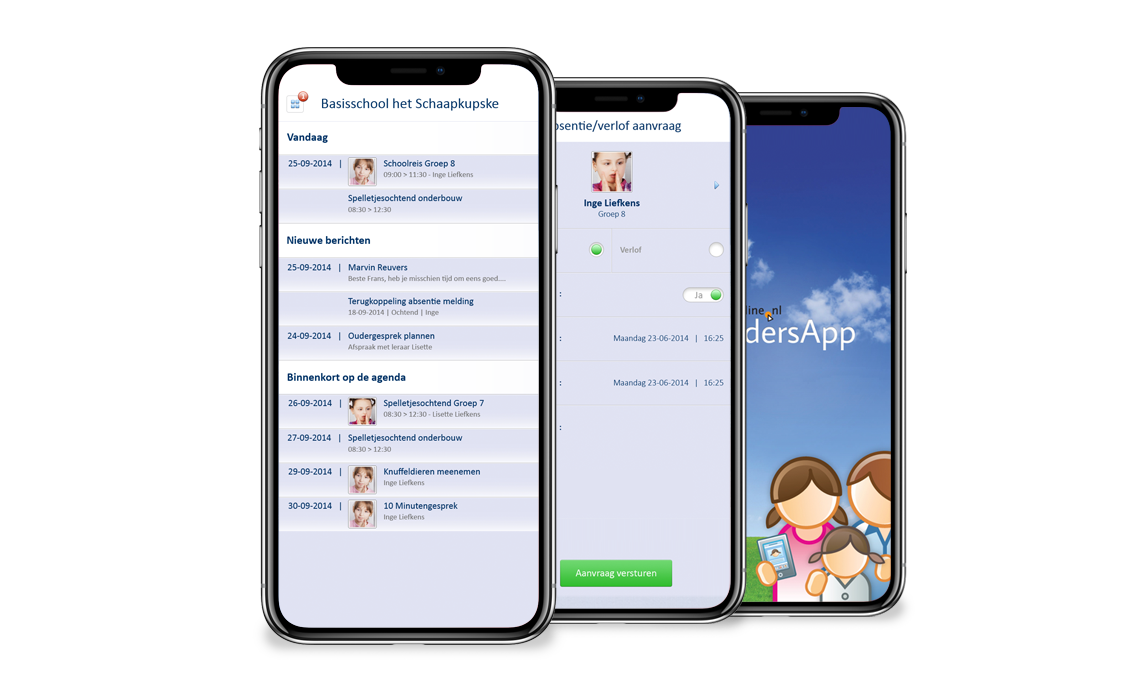 1
Basisschool het Schaapkupske
Vandaag
25-09-2014 | Schoolreis Groep 8
09:00 > 11:30 - Inge Liefkens
Spelletjesochtend onderbouw
08:30 > 12:30
Nieuwe berichten
25-09-2014 | Marvin Reuvers
Beste Frans, heb je misschien tijd om eens goed....
Terugkoppeling absentie melding
18-09-2014 | Ochtend | Inge
24-09-2014 | Oudergesprek plannen
Afspraak met leraar Lisette
Binnenkort op de agenda
26-09-2014 | Spelletjesochtend Groep 7
08:30 > 12:30 - Lisette Liefkens
27-09-2014 | Spelletjesochtend onderbouw
08:30 > 12:30
29-09-2014 | Knuffeldieren meenemen
Inge Liefkens
30-09-2014 | 10 Minutengesprek
Inge Liefkens
osentie/verlof aanvraag
Inge Liefkens
Groep 8
Verlof
: Ja
: Maandag 23-06-2014 | 16:25
: Maandag 23-06-2014 | 16:25
:
Aanvraag versturen
line.nl
dersApp